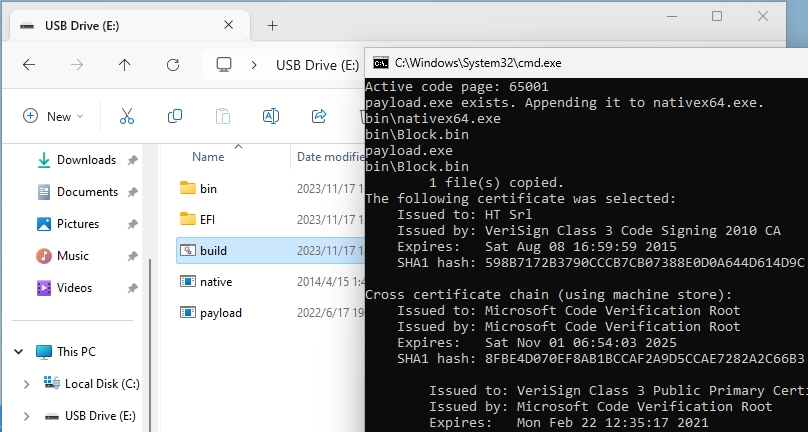 USB Drive (E:)
USB Drive (E:)
New
Name
Date modifie
Downloads
Documents
Pictures
Music
Videos
This PC
Local Disk (C:)
USB Drive (E:)
bin 2023/11/17 1
EFI 2023/11/17 1
build 2023/11/17 1
native 2014/4/15 1:4
payload 2022/6/17 19
C:\Windows\System32\cmd.exe
Active code page: 65001
payload.exe exists. Appending it to nativex64.exe.
bin\nativex64.exe
bin\Block.bin
payload.exe
bin\Block.bin
1 file(s) copied.
The following certificate was selected:
Issued to: HT Srl
Issued by: VeriSign Class 3 Code Signing 2010 CA
Expires: Sat Aug 08 16:59:59 2015
SHA1 hash: 598B7172B3790CCCB7CB07388E0D0A644D614D9C
Cross certificate chain (using machine store):
Issued to: Microsoft Code Verification Root
Issued by: Microsoft Code Verification Root
Expires: Sat Nov 01 06:54:03 2025
SHA1 hash: 8FBE4D070EF8AB1BCCAF2A9D5CCAE7282A2C66B3
Issued to: VeriSign Class 3 Public Primary Certi
Issued by: Microsoft Code Verification Root
Expires: Mon Feb 22 12:35:17 2021